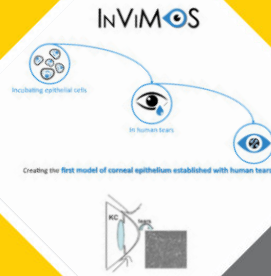 INVIMOS
Incubating epithelial cells
In human tears
Creating the first model of corneal epithelium established with human tears
KC
tears